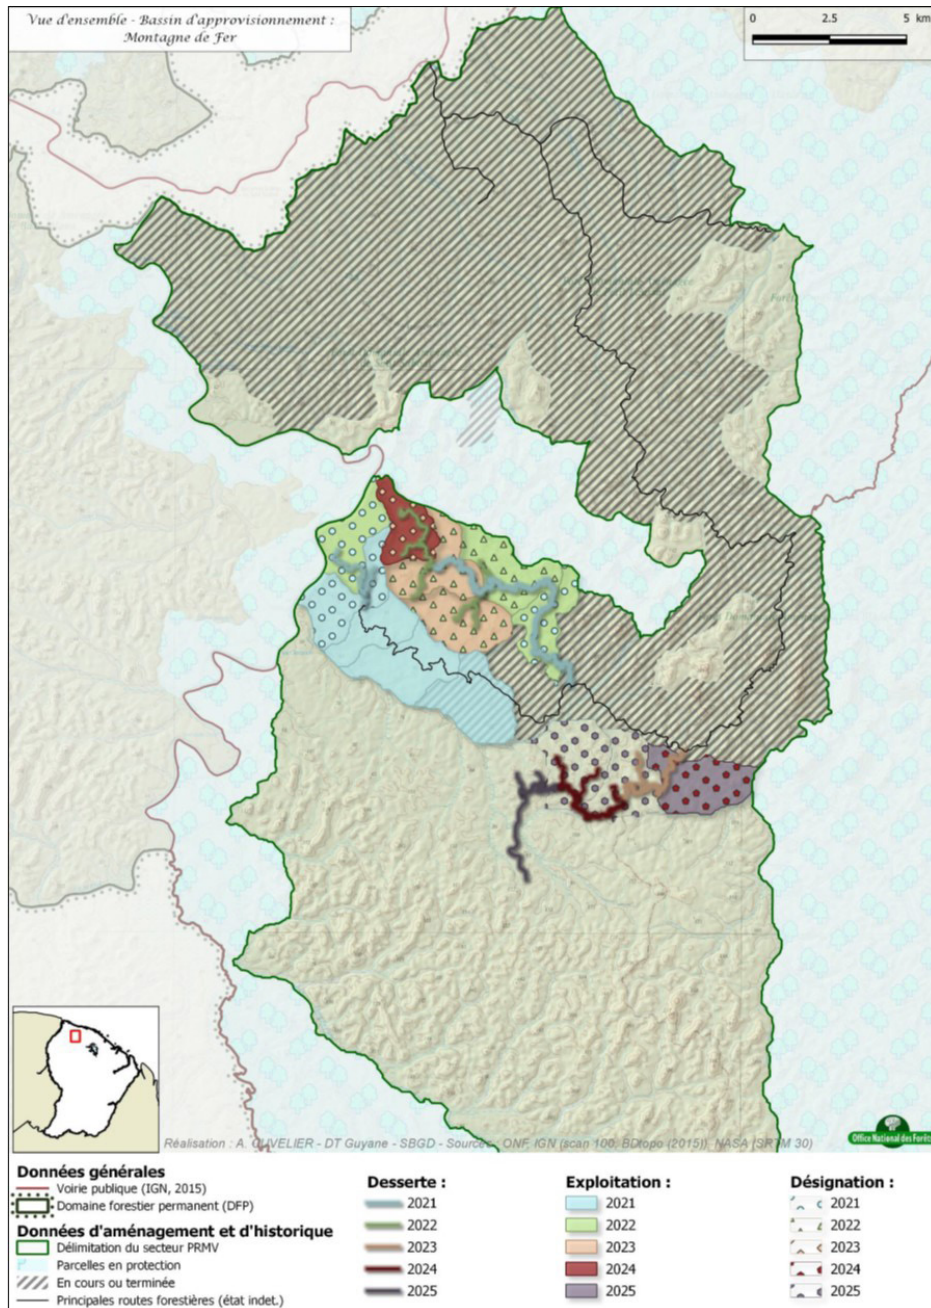 Vue d'ensemble - Bassin d'approvisionnement :
Montagne de Fer
0 2.5 5 km
Réalisation : A. CUVELIER - DT Guyane - SBGD - Sources : ONF, IGN (scan 100, BDtopo (2015)), NASA (SRTM 30)
Office National des Forêts
Données générales
Voirie publique (IGN, 2015)
Domaine forestier permanent (DFP)
Données d'aménagement et d'historique
Délimitation du secteur PRMV
Parcelles en protection
En cours ou terminée
Principales routes forestières (état indet.)
Desserte :
2021
2022
2023
2024
2025
Exploitation :
2021
2022
2023
2024
2025
Désignation :
2021
2022
2023
2024
2025